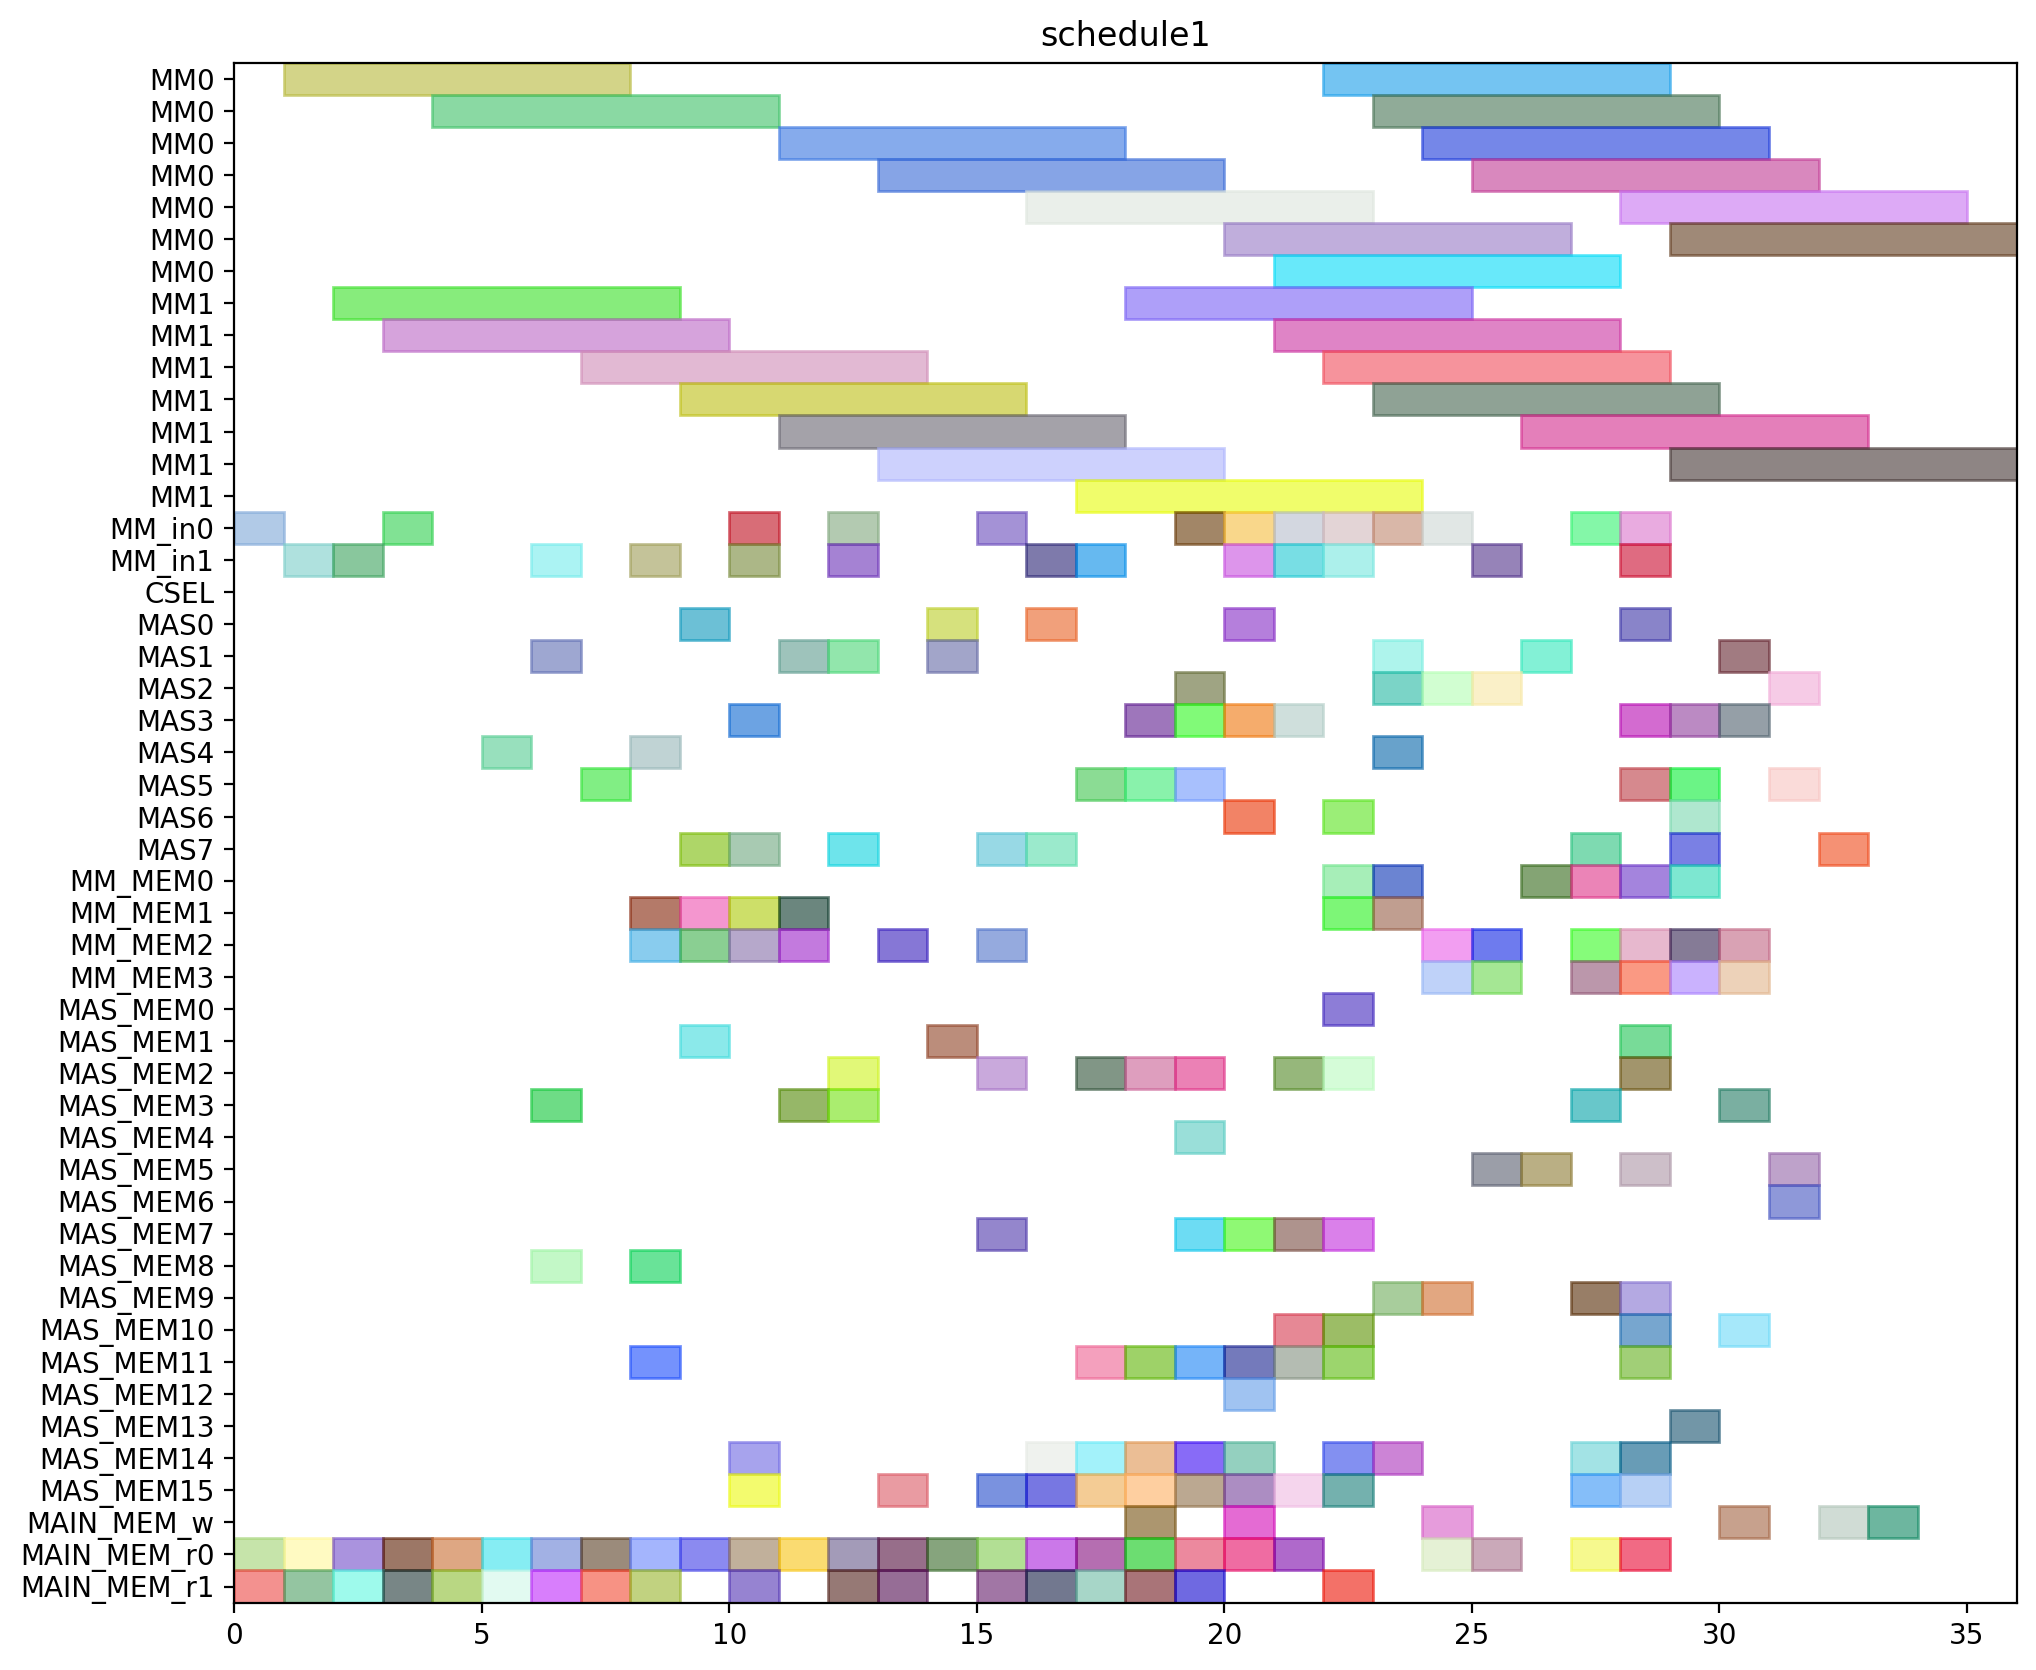 schedule1
MM0
MM0
MM0
MM0
MM0
MM0
MM0
MM1
MM1
MM1
MM1
MM1
MM1
MM1
MM_in0
MM_in1
CSEL
MAS0
MAS1
MAS2
MAS3
MAS4
MAS5
MAS6
MAS7
MM_MEM0
MM_MEM1
MM_MEM2
MM_MEM3
MAS_MEM0
MAS_MEM1
MAS_MEM2
MAS_MEM3
MAS_MEM4
MAS_MEM5
MAS_MEM6
MAS_MEM7
MAS_MEM8
MAS_MEM9
MAS_MEM10
MAS_MEM11
MAS_MEM12
MAS_MEM13
MAS_MEM14
MAS_MEM15
MAIN_MEM_w
MAIN_MEM_r0
MAIN_MEM_r1
0 5 10 15 20 25 30 35